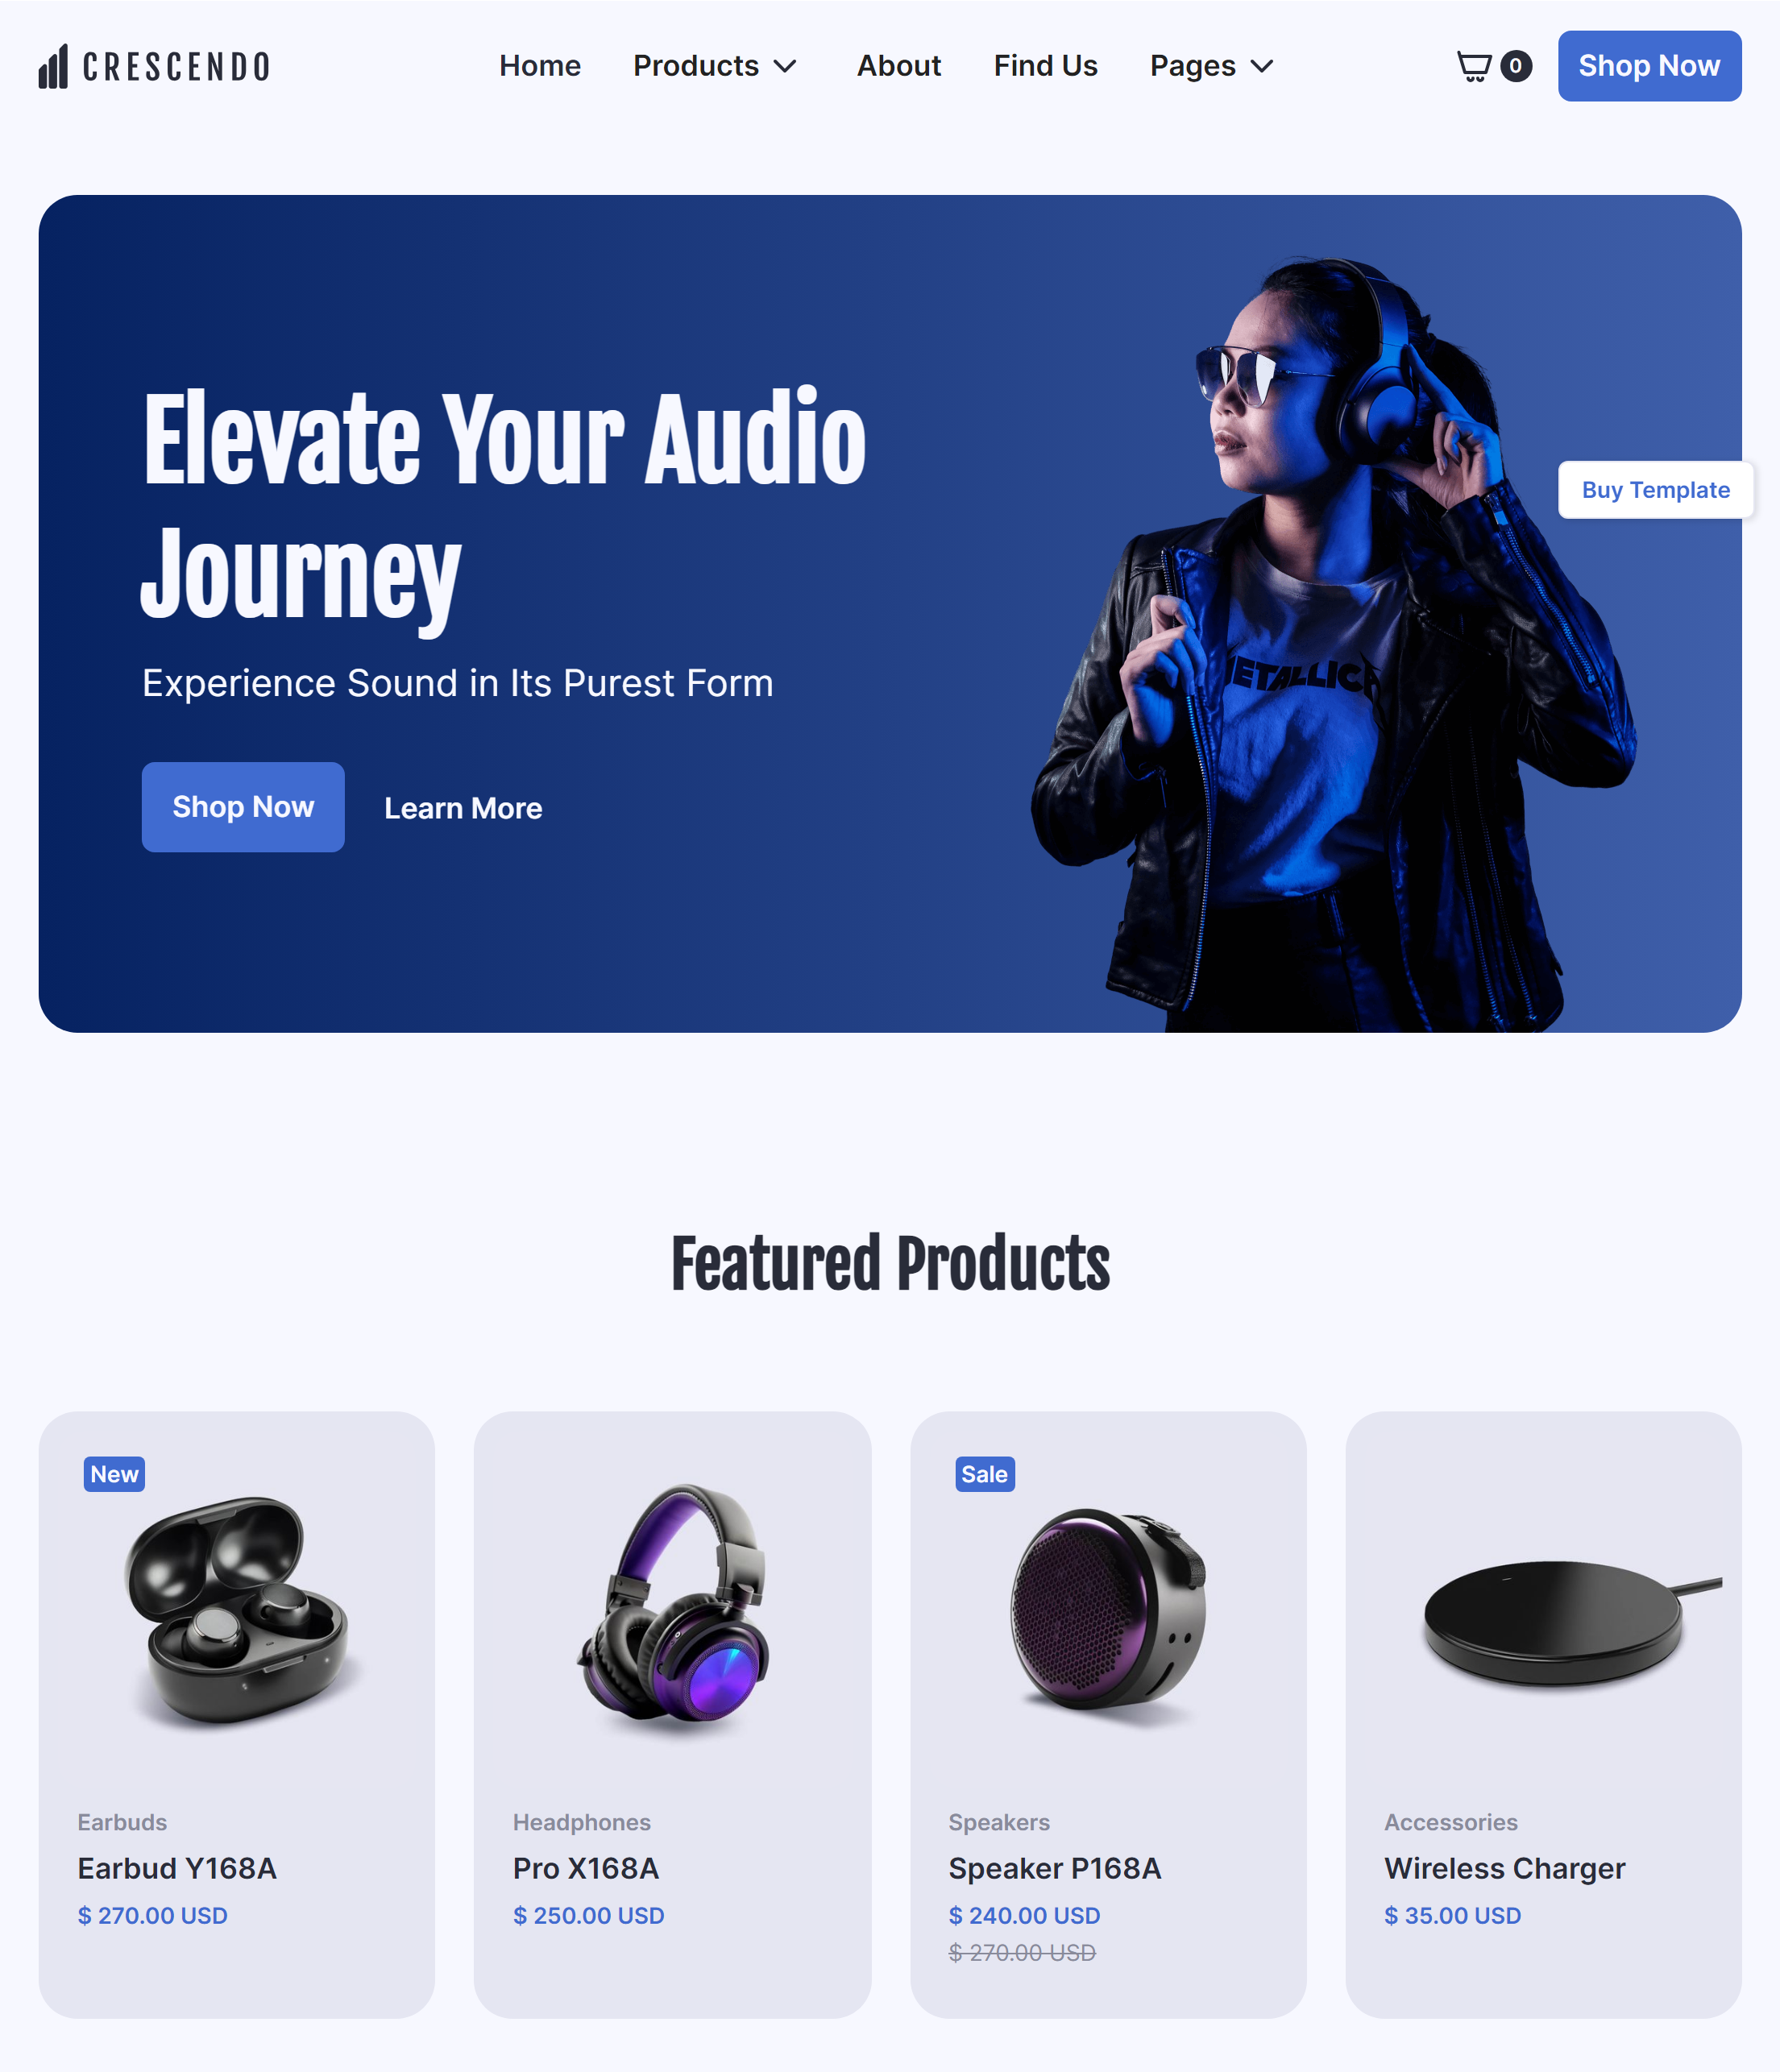 CRESCENDO
Home Products About Find Us Pages 0 Shop Now
Elevate Your Audio
Journey
Buy Template
Experience Sound in Its Purest Form
METALLICA
Shop Now Learn More
Featured Products
New
Sale
Earbuds
Earbud Y168A
$ 270.00 USD
Headphones
Pro X168A
$ 250.00 USD
Speakers
Speaker P168A
$ 240.00 USD
$ 270.00 USD
Accessories
Wireless Charger
$ 35.00 USD